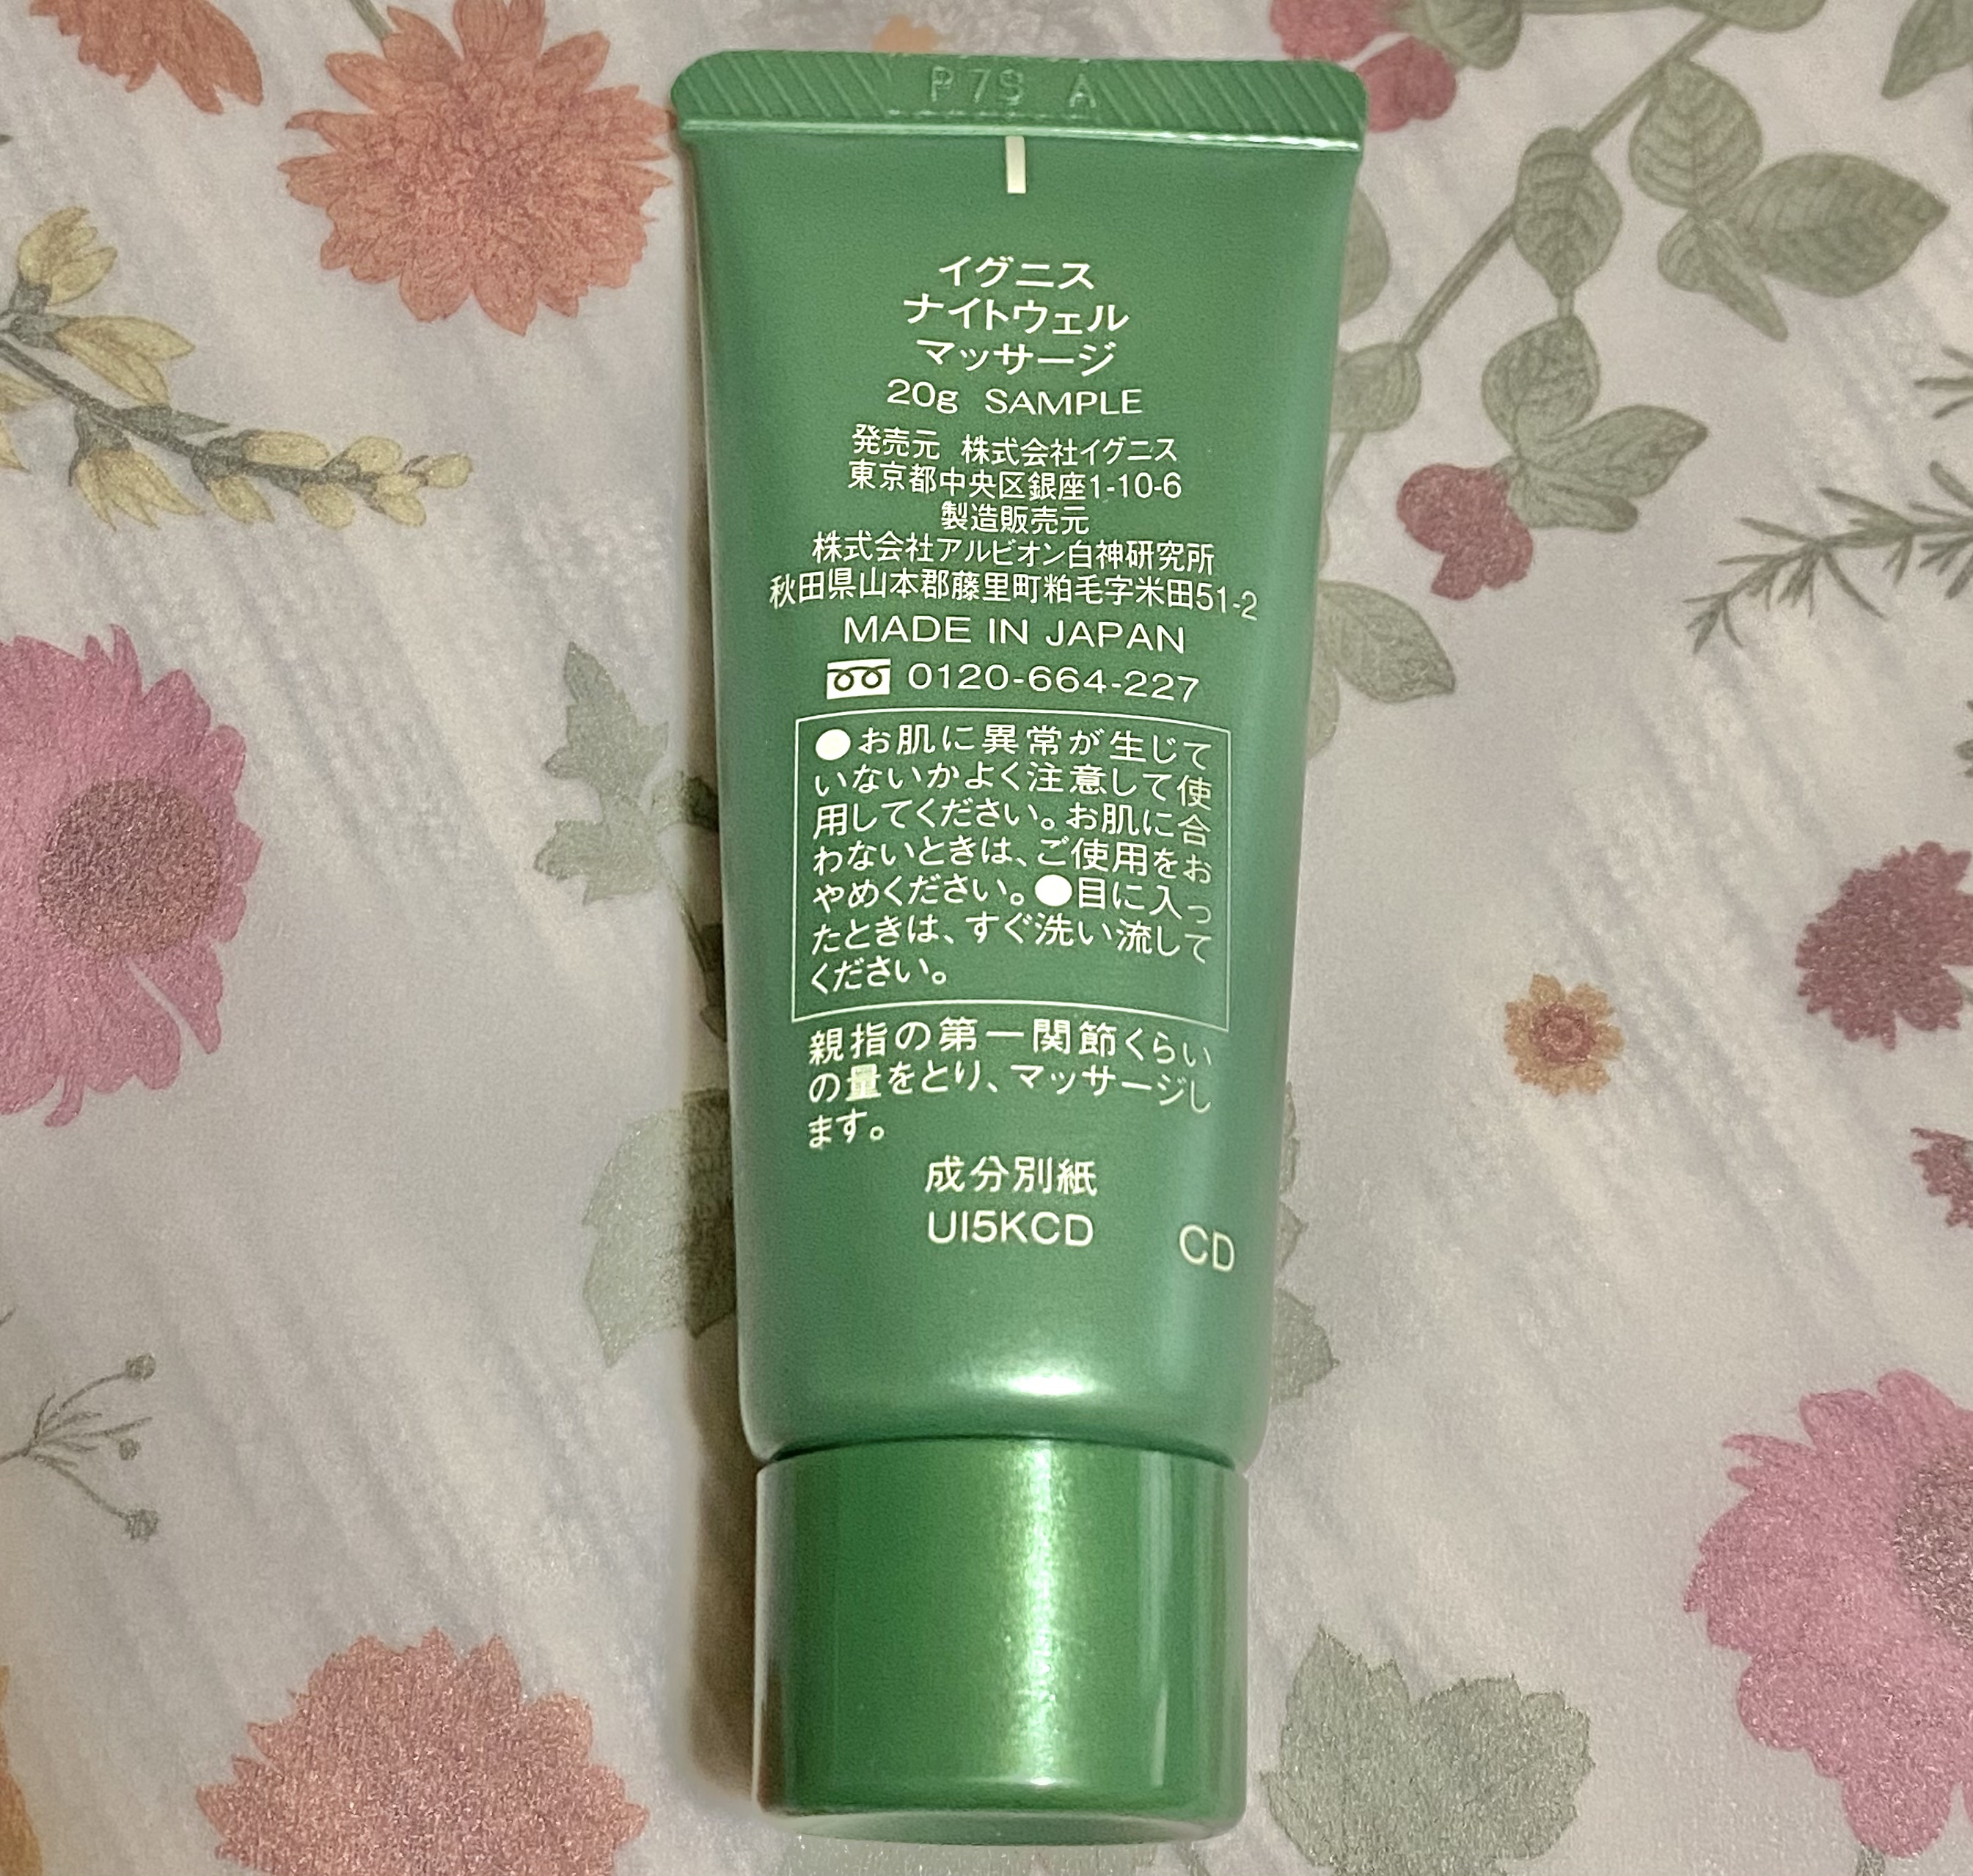 P7S A
イグニス
ナイトウェル
マッサージ
20g SAMPLE
発売元 株式会社イグニス
東京都中央区銀座1-10-6
製造販売元
株式会社アルビオン白神研究所
秋田県山本郡藤里町粕毛字米田51-2
MADE IN JAPAN
0120-664-227
●お肌に異常が生じて
いないかよく注意して使
用してください。お肌に合
わないときは、ご使用をお
やめください。●目に入っ
たときは、すぐ洗い流して
ください。
親指の第一関節くらい
の量をとり、マッサージし
ます。
成分別紙
UI5KCD
CD